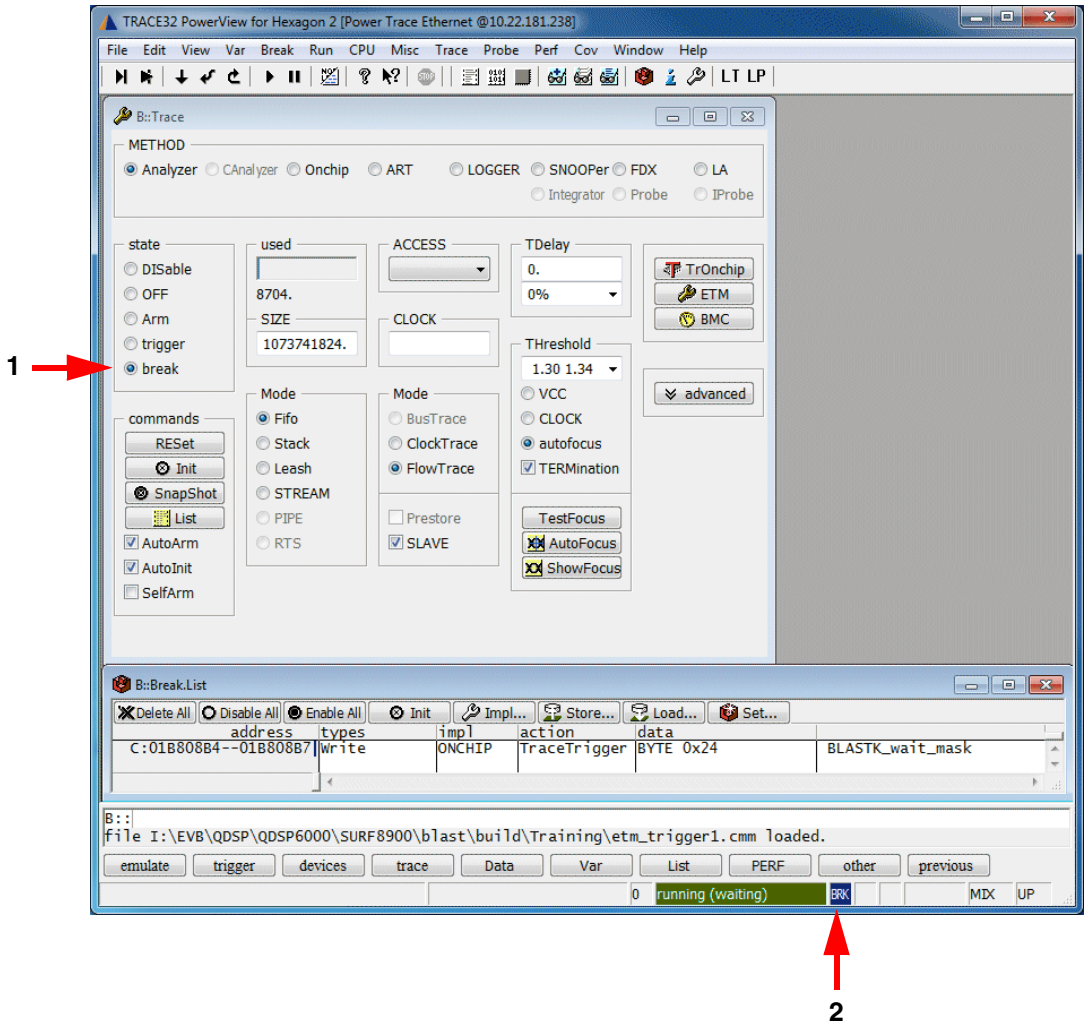 TRACE32 PowerView for Hexagon 2 [Power Trace Ethernet @10.22.181.238]
File Edit View Var Break Run CPU Misc Trace Probe Perf Cov Window Help
LT LP
B::Trace
METHOD
Analyzer CAnalyzer Onchip ART LOGGER SNOOPer FDX LA
Integrator Probe IProbe
state used ACCESS TDelay
DISable 0. TrOnchip
OFF 8704. 0% ETM
Arm SIZE CLOCK BMC
trigger 1073741824. THreshold
1 break 1.30 1.34
Mode Mode VCC advanced
commands Fifo BusTrace CLOCK
RESet Stack ClockTrace autofocus
Init Leash FlowTrace TERMination
SnapShot STREAM
List PIPE Prestore TestFocus
AutoArm RTS SLAVE AutoFocus
AutoInit ShowFocus
SelfArm
B::Break.List
Delete All Disable All Enable All Init Impl... Store... Load... Set...
address types impl action data
C:01B808B4--01B808B7 Write ONCHIP TraceTrigger BYTE 0x24 BLASTK_wait_mask
B::
file I:\EVB\QDSP\QDSP6000\SURF8900\blast\build\Training\etm_trigger1.cmm loaded.
emulate trigger devices trace Data Var List PERF other previous
0 running (waiting) BRK MIX UP
2